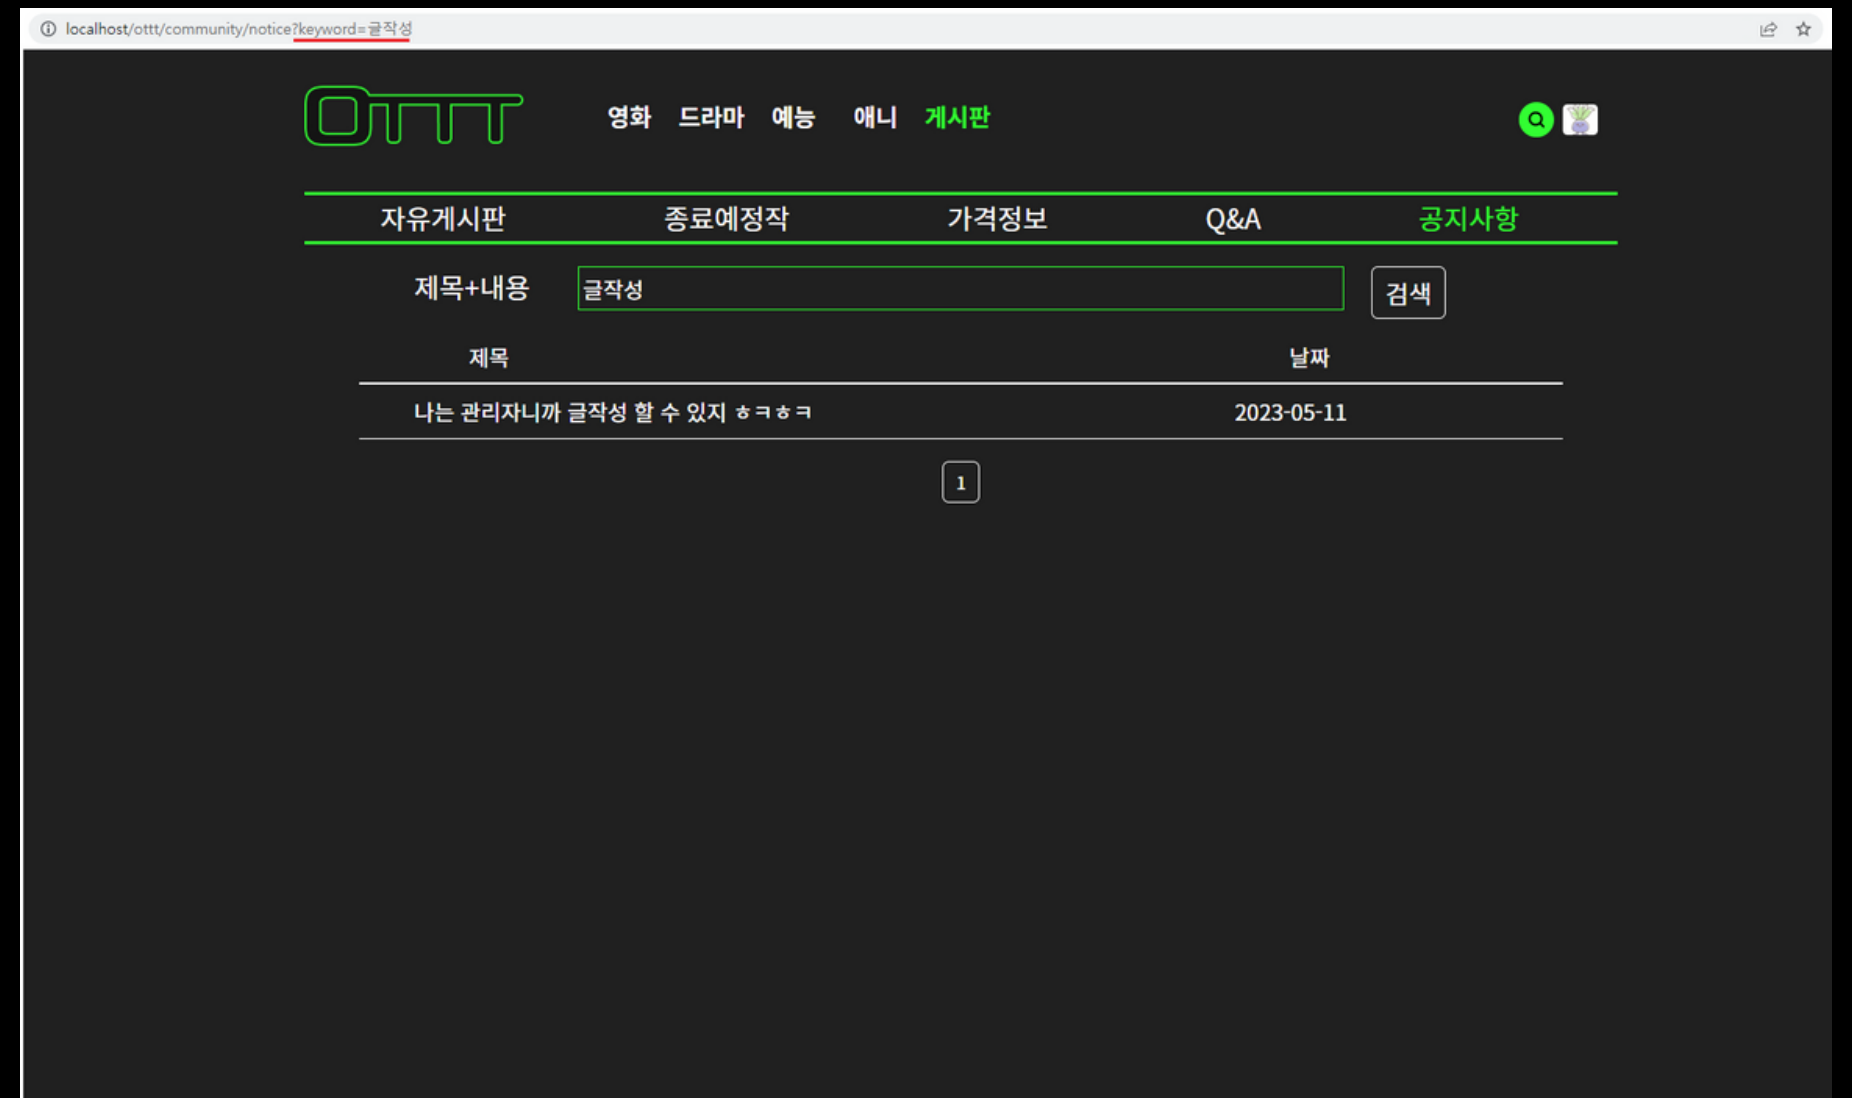 localhost/ottt/community/notice?keyword=글작성
OTTT
영화 드라마 예능 애니 게시판
자유게시판 종료예정작 가격정보 Q&A 공지사항
제목+내용 글작성 검색
제목 날짜
나는 관리자니까 글작성 할 수 있지 ㅎㅋㅎㅋ 2023-05-11
1